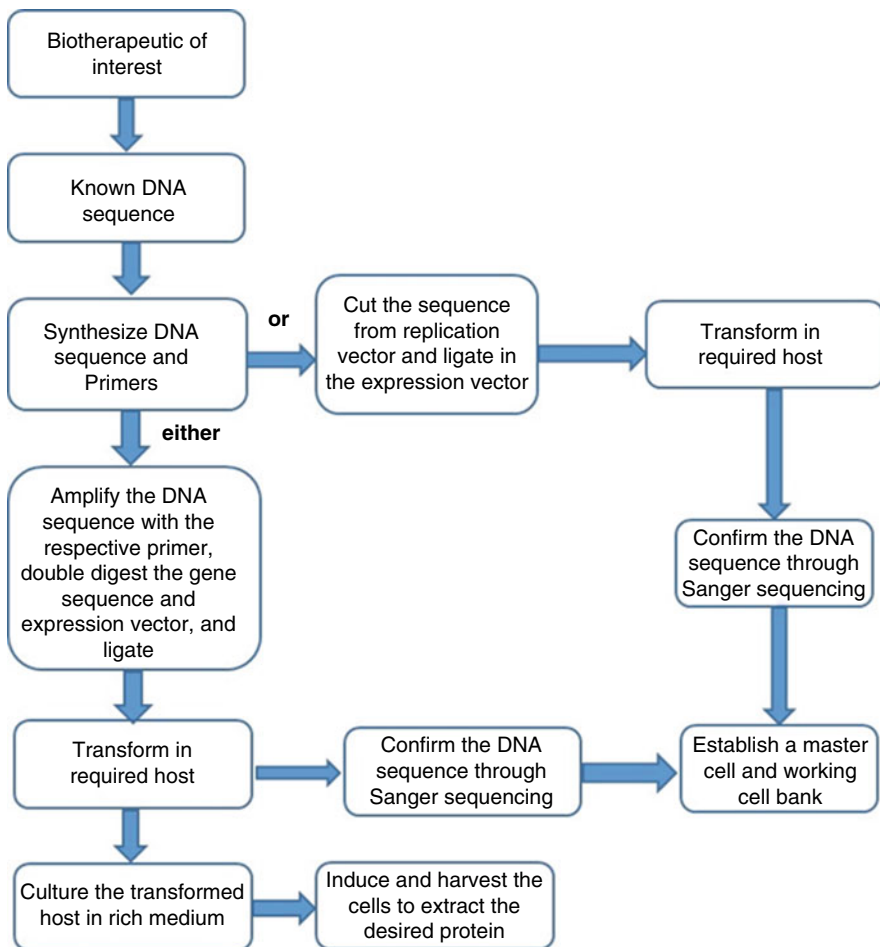 Biotherapeutic of
interest
Known DNA
sequence
Synthesize DNA
sequence and
Primers
or
Cut the sequence
from replication
vector and ligate in
the expression vector
Transform in
required host
either
Amplify the DNA
sequence with the
respective primer,
double digest the gene
sequence and
expression vector, and
ligate
Confirm the DNA
sequence through
Sanger sequencing
Transform in
required host
Confirm the DNA
sequence through
Sanger sequencing
Establish a master
cell and working
cell bank
Culture the transformed
host in rich medium
Induce and harvest the
cells to extract the
desired protein